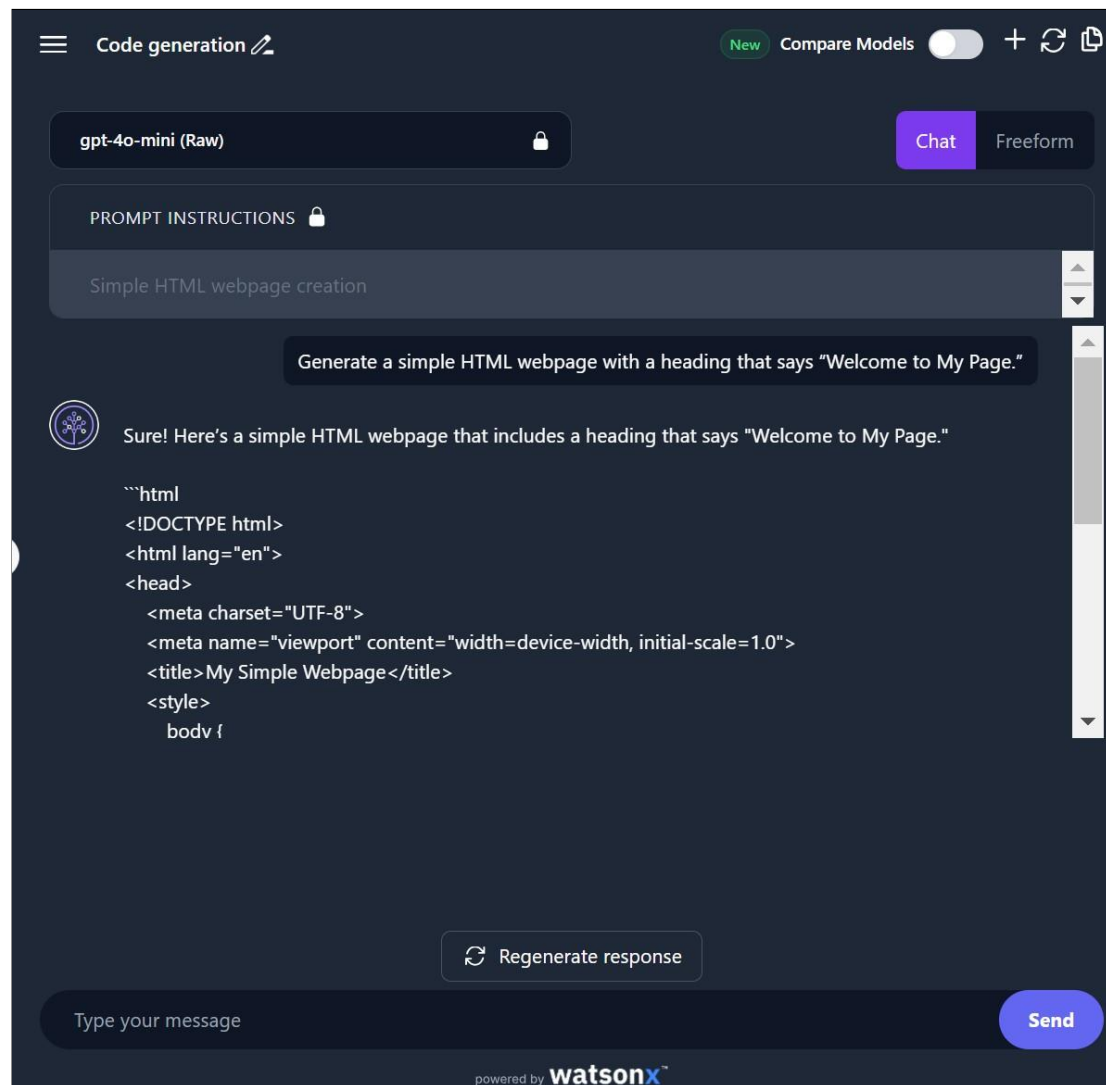 Code generation
New Compare Models
gpt-4o-mini (Raw)
Chat Freeform
PROMPT INSTRUCTIONS
Simple HTML webpage creation
Generate a simple HTML webpage with a heading that says “Welcome to My Page.”
Sure! Here’s a simple HTML webpage that includes a heading that says "Welcome to My Page."
```html
<!DOCTYPE html>
<html lang="en">
<head>
<meta charset="UTF-8">
<meta name="viewport" content="width=device-width, initial-scale=1.0">
<title>My Simple Webpage</title>
<style>
body {
Regenerate response
Type your message
Send
powered by watsonx™